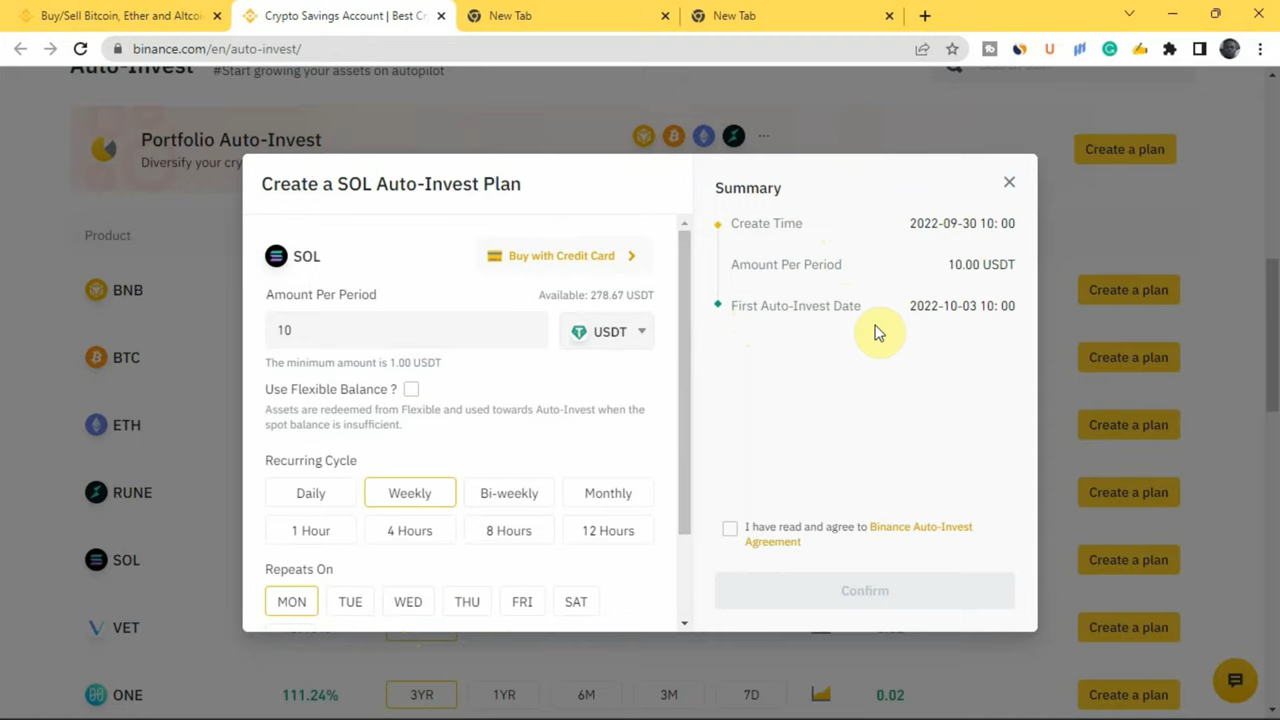 Buy/Sell Bitcoin, Ether and Altcoi
Crypto Savings Account | Best Cr
New Tab
New Tab
binance.com/en/auto-invest/
Auto-Invest #Start growing your assets on autopilot
Portfolio Auto-Invest
Diversify your cry
Create a plan
Product
BNB
Create a plan
BTC
Create a plan
ETH
Create a plan
RUNE
Create a plan
SOL
Create a plan
VET
Create a plan
ONE 111.24% 3YR 1YR 6M 3M 7D 0.02 Create a plan
Create a SOL Auto-Invest Plan
SOL Buy with Credit Card
Amount Per Period Available: 278.67 USDT
10 USDT
The minimum amount is 1.00 USDT
Use Flexible Balance ?
Assets are redeemed from Flexible and used towards Auto-Invest when the
spot balance is insufficient.
Recurring Cycle
Daily Weekly Bi-weekly Monthly
1 Hour 4 Hours 8 Hours 12 Hours
Repeats On
MON TUE WED THU FRI SAT
Summary
Create Time 2022-09-30 10: 00
Amount Per Period 10.00 USDT
First Auto-Invest Date 2022-10-03 10: 00
I have read and agree to Binance Auto-Invest
Agreement
Confirm